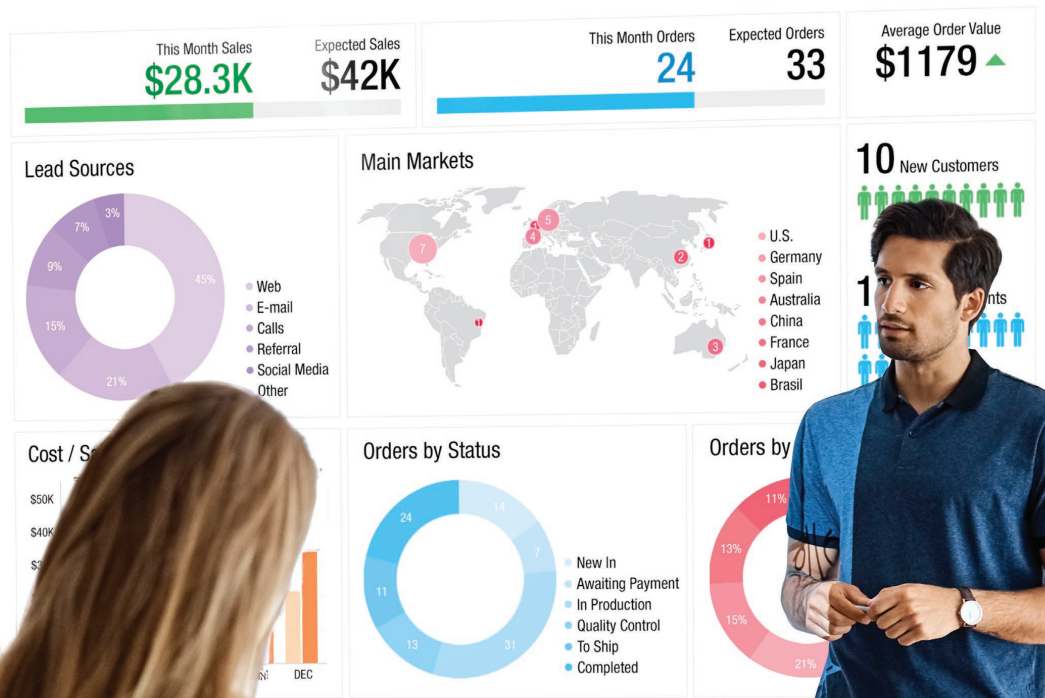 This Month Sales
$28.3K
Expected Sales
$42K
This Month Orders
24
Expected Orders
33
Average Order Value
$1179
Lead Sources
3%
7%
9%
15%
21%
45%
Web
E-mail
Calls
Referral
Social Media
Other
Main Markets
7
5
4
2
1
1
3
U.S.
Germany
Spain
Australia
China
France
Japan
Brasil
10 New Customers
Cost /
$50K
$40K
DEC
Orders by Status
24
14
7
11
13
31
New In
Awaiting Payment
In Production
Quality Control
To Ship
Completed
Orders by
11%
13%
15%
21%